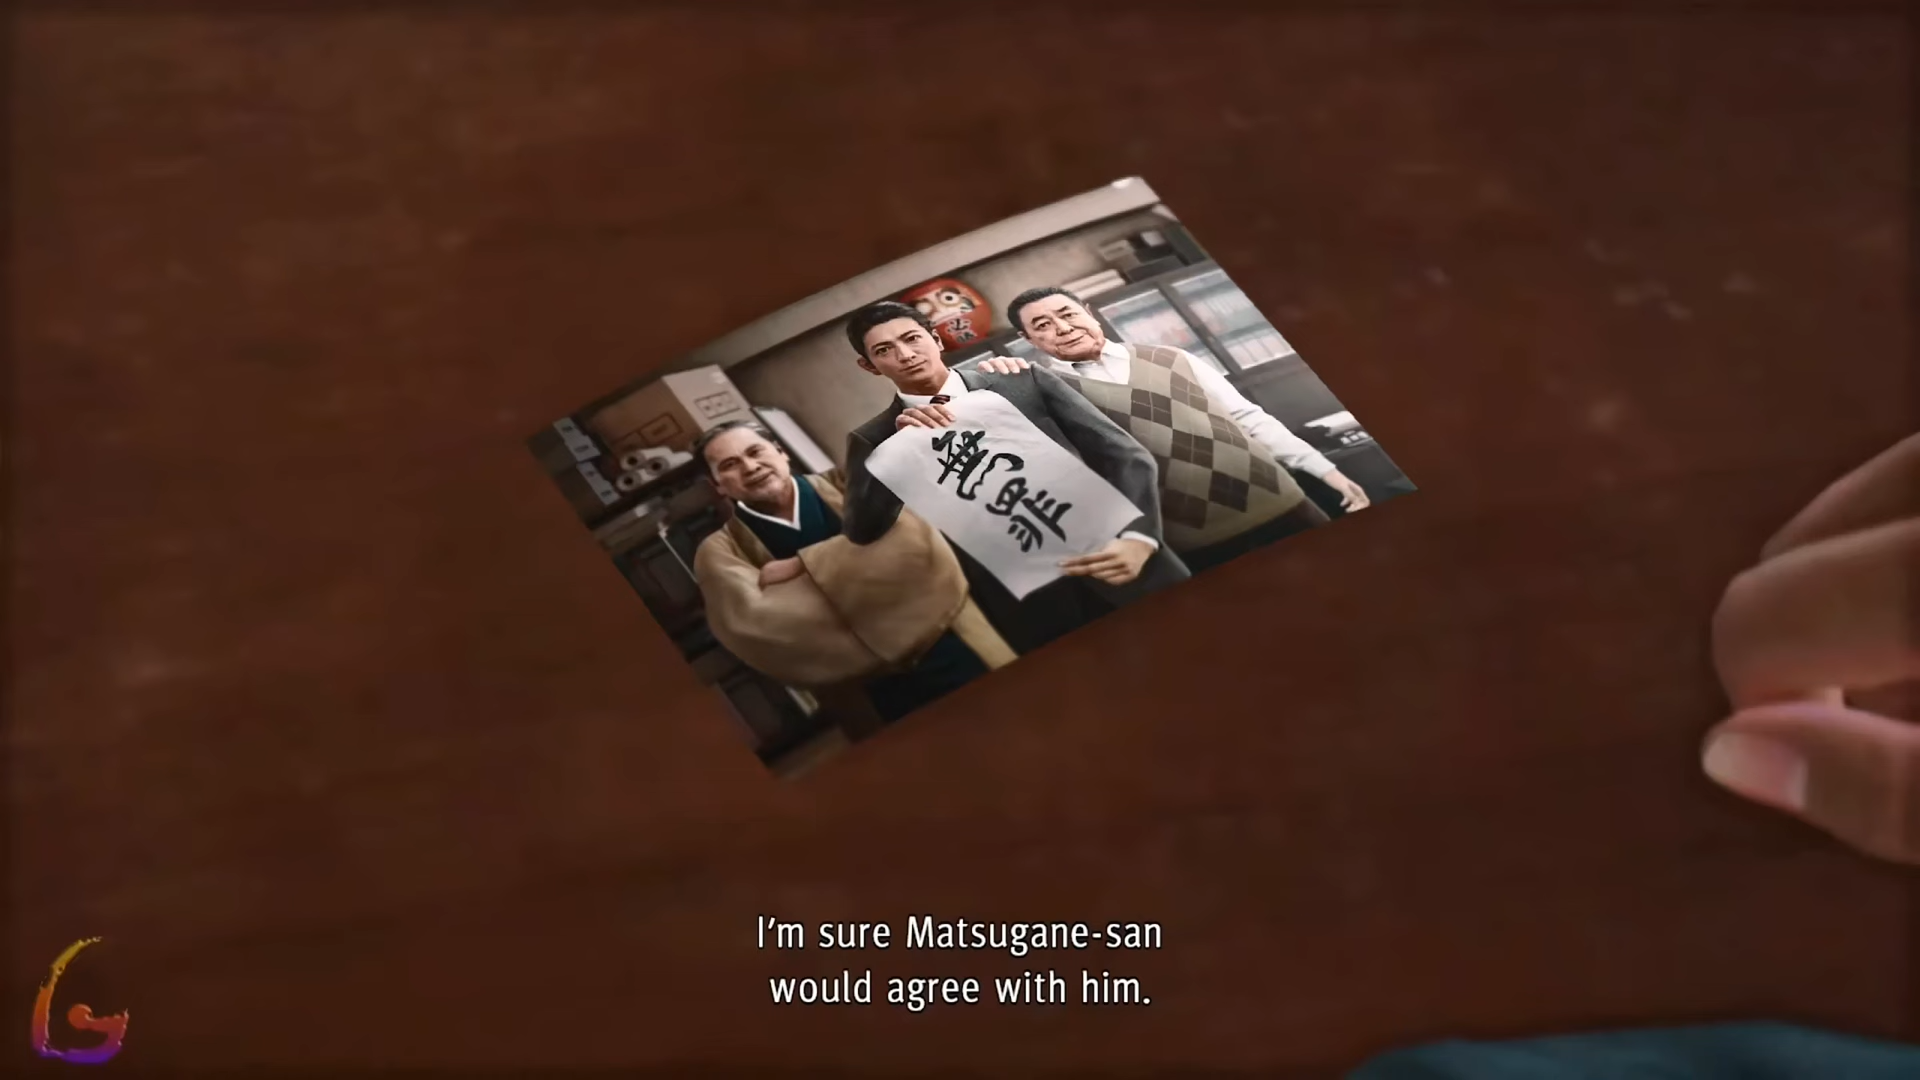 無罪
I'm sure Matsugane-san
would agree with him.